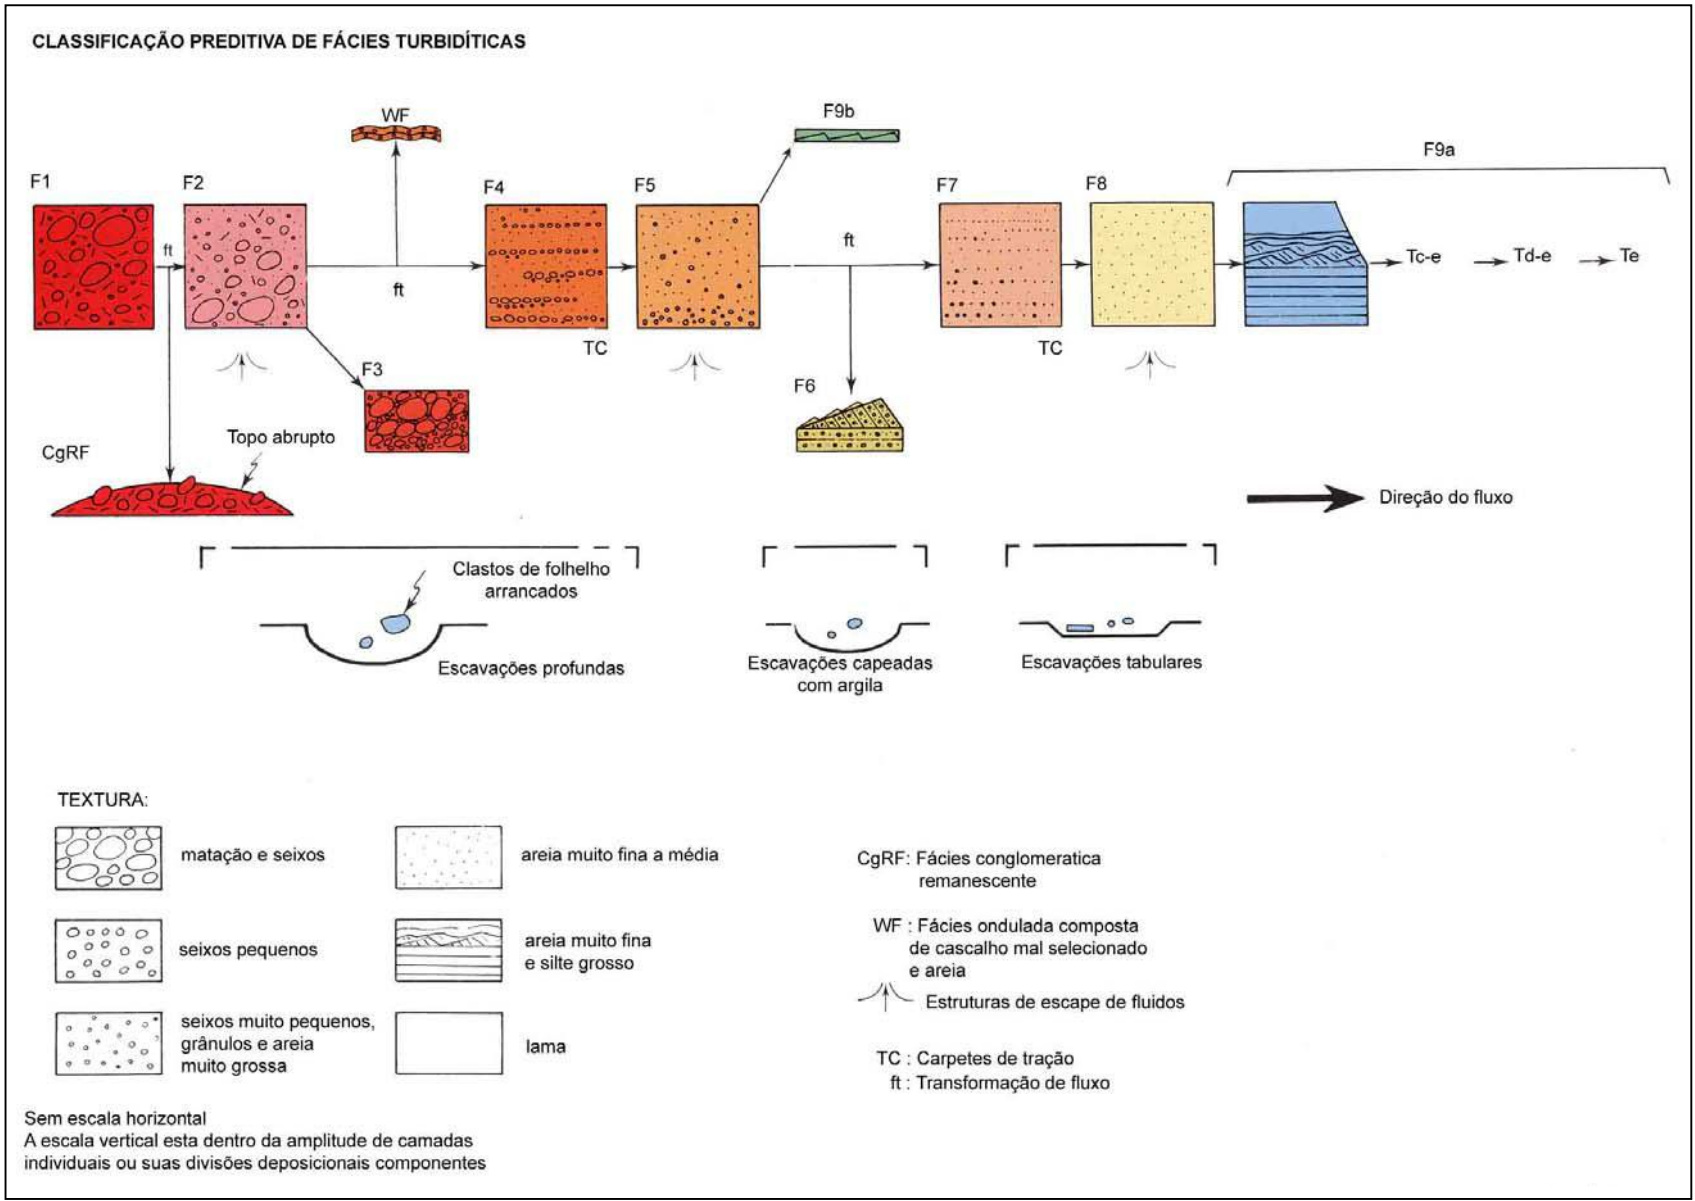 CLASSIFICAÇÃO PREDITIVA DE FÁCIES TURBIDÍTICAS
WF
F9b
F9a
F1
F2
F4
F5
F7
F8
ft
ft
ft
Tc-e
Td-e
Te
TC
TC
F3
F6
CgRF
Topo abrupto
Direção do fluxo
Clastos de folhelho
arrancados
Escavações profundas
Escavações capeadas
com argila
Escavações tabulares
TEXTURA:
matação e seixos
seixos pequenos
seixos muito pequenos,
grânulos e areia
muito grossa
areia muito fina a média
areia muito fina
e silte grosso
lama
CgRF: Fácies conglomeratica
remanescente
WF : Fácies ondulada composta
de cascalho mal selecionado
e areia
Estruturas de escape de fluidos
TC : Carpetes de tração
ft : Transformação de fluxo
Sem escala horizontal
A escala vertical esta dentro da amplitude de camadas
individuais ou suas divisões deposicionais componentes